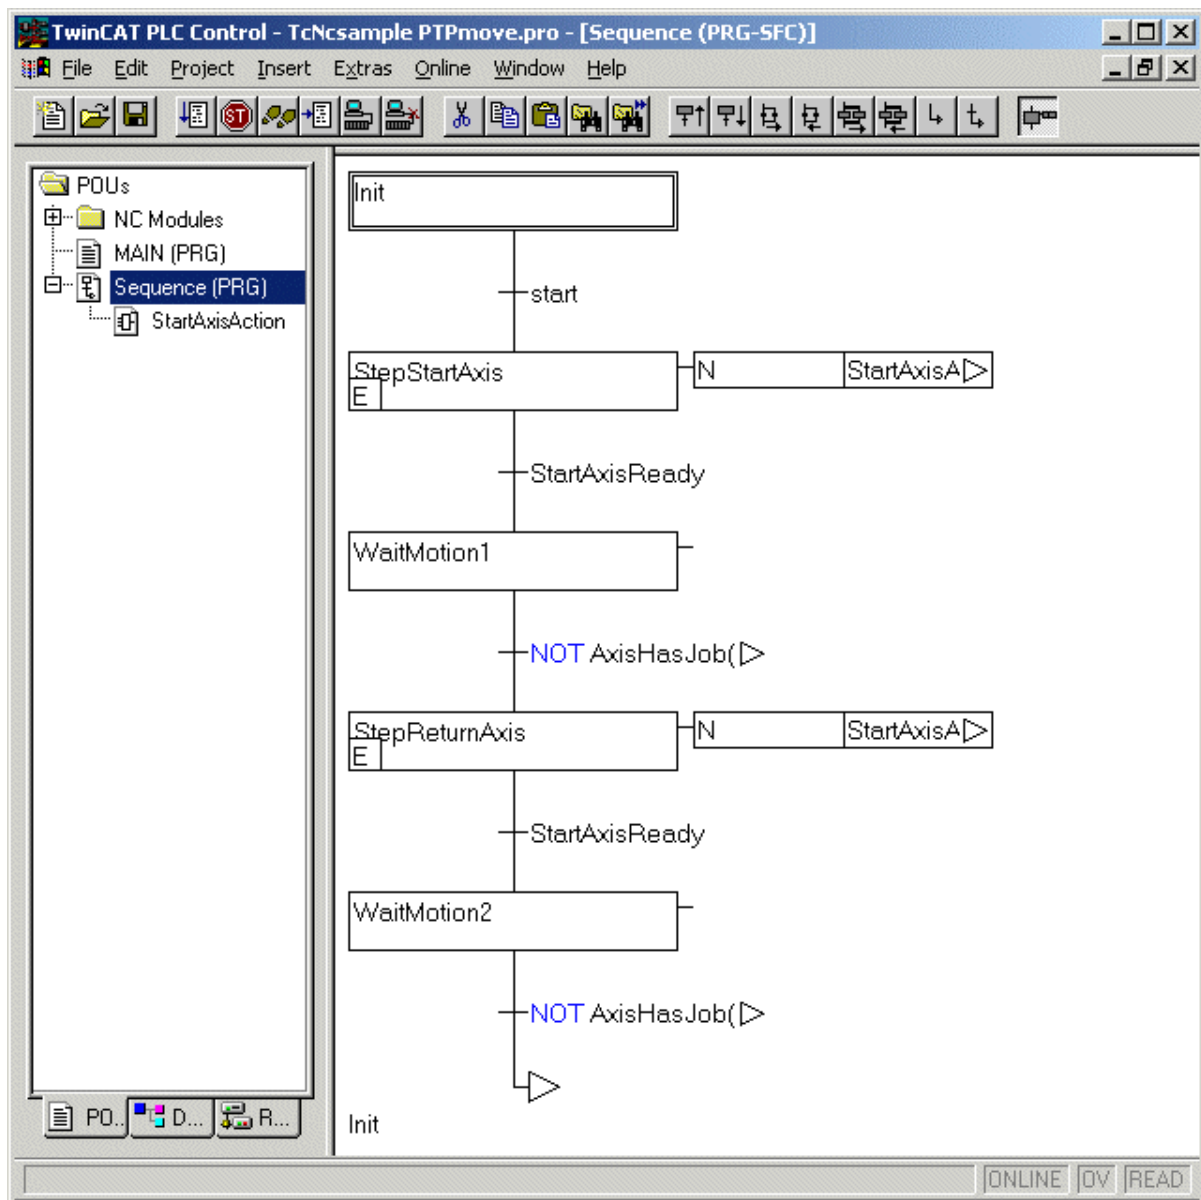 TwinCAT PLC Control - TcNcsample PTPmove.pro - [Sequence (PRG-SFC)]
File Edit Project Insert Extras Online Window Help
POUs
NC Modules
MAIN (PRG)
Sequence (PRG)
StartAxisAction
PO.. D... R...
Init
start
StepStartAxis
E
N StartAxisA
StartAxisReady
WaitMotion1
NOT AxisHasJob(
StepReturnAxis
E
N StartAxisA
StartAxisReady
WaitMotion2
NOT AxisHasJob(
Init
ONLINE OV READ